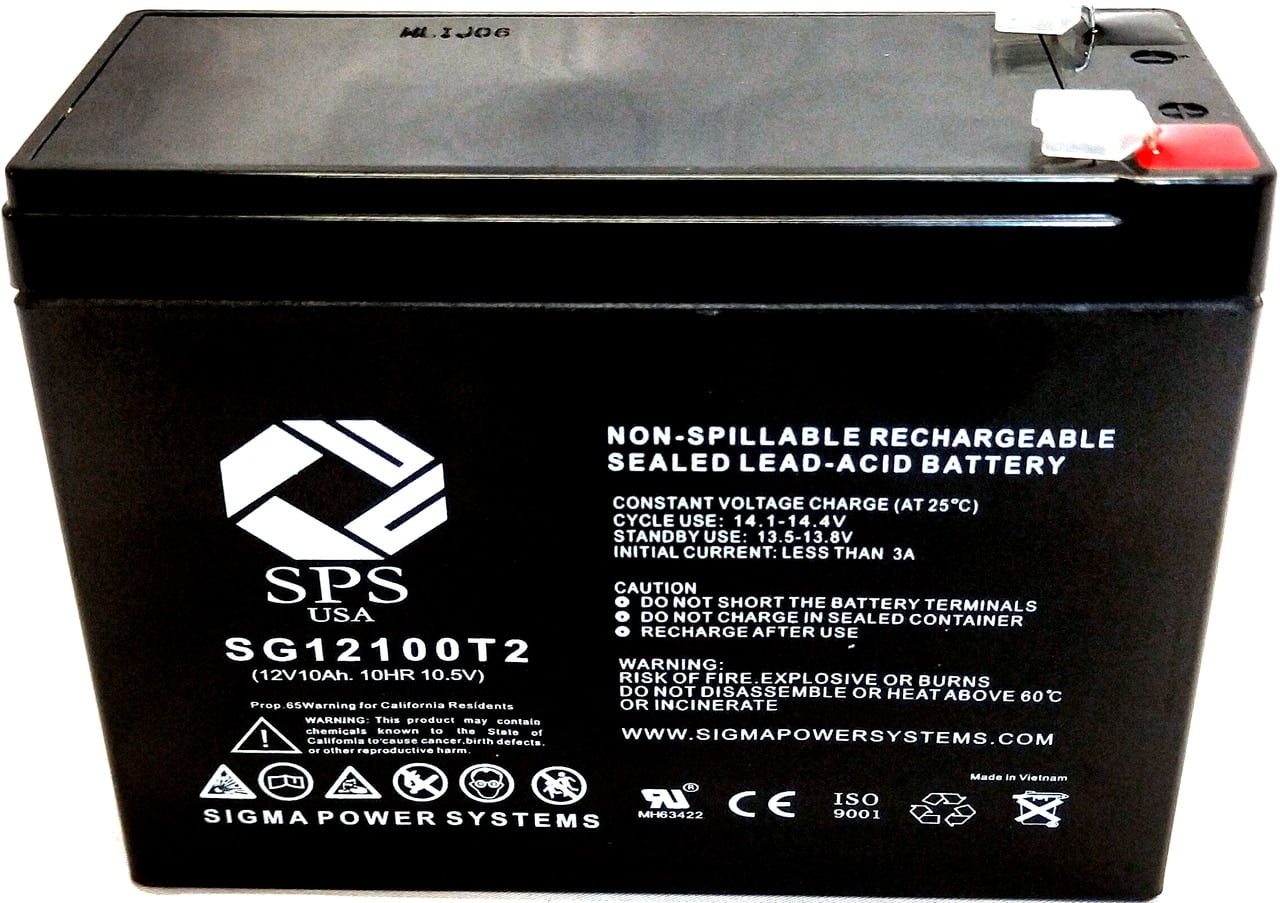 WLIJ06
SPS
USA
SG12100T2
(12V10Ah. 10HR 10.5V)
Prop.65Warning for California Residents
WARNING: This product may contain
chemicals known to the State of
California to'cause cancer,birth defects.
or other reproductive harm.
SIGMA POWER SYSTEMS
NON-SPILLABLE RECHARGEABLE
SEALED LEAD-ACID BATTERY
CONSTANT VOLTAGE CHARGE (AT 25°C)
CYCLE USE: 14.1-14.4V
STANDBY USE: 13.5-13.8V
INITIAL CURRENT: LESS THAN 3A
CAUTION
DO NOT SHORT THE BATTERY TERMINALS
DO NOT CHARGE IN SEALED CONTAINER
RECHARGE AFTER USE
WARNING:
RISK OF FIRE.EXPLOSIVE OR BURNS
DO NOT DISASSEMBLE OR HEAT ABOVE 60°C
OR INCINERATE
WWW.SIGMAPOWERSYSTEMS.COM
Made in Vietnam
RU®
MH63422
CE
ISO
9001
Pb